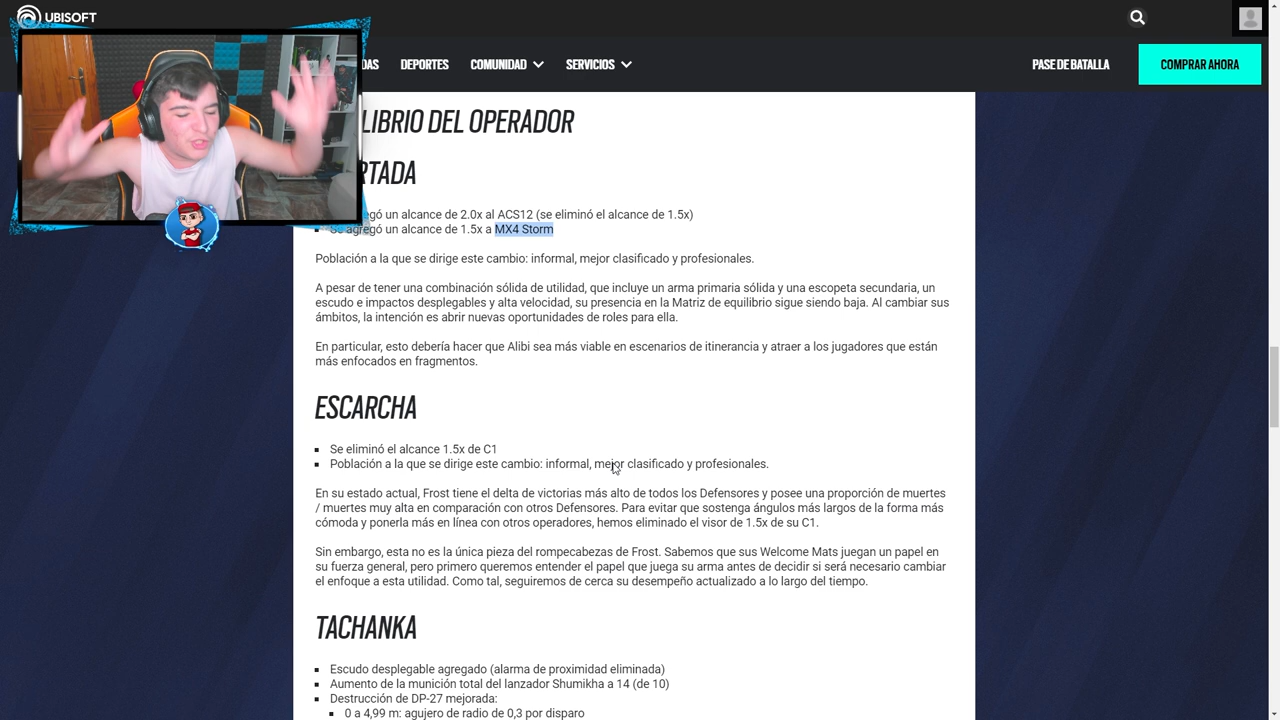 UBISOFT
DAS DEPORTES COMUNIDAD SERVICIOS PASE DE BATALLA COMPRAR AHORA
LIBRIO DEL OPERADOR
RTADA
egó un alcance de 2.0x al ACS12 (se eliminó el alcance de 1.5x)
Se agregó un alcance de 1.5x a MX4 Storm
Población a la que se dirige este cambio: informal, mejor clasificado y profesionales.
A pesar de tener una combinación sólida de utilidad, que incluye un arma primaria sólida y una escopeta secundaria, un
escudo e impactos desplegables y alta velocidad, su presencia en la Matriz de equilibrio sigue siendo baja. Al cambiar sus
ámbitos, la intención es abrir nuevas oportunidades de roles para ella.
En particular, esto debería hacer que Alibi sea más viable en escenarios de itinerancia y atraer a los jugadores que están
más enfocados en fragmentos.
ESCARCHA
Se eliminó el alcance 1.5x de C1
Población a la que se dirige este cambio: informal, mejor clasificado y profesionales.
En su estado actual, Frost tiene el delta de victorias más alto de todos los Defensores y posee una proporción de muertes
/ muertes muy alta en comparación con otros Defensores. Para evitar que sostenga ángulos más largos de la forma más
cómoda y ponerla más en línea con otros operadores, hemos eliminado el visor de 1.5x de su C1.
Sin embargo, esta no es la única pieza del rompecabezas de Frost. Sabemos que sus Welcome Mats juegan un papel en
su fuerza general, pero primero queremos entender el papel que juega su arma antes de decidir si será necesario cambiar
el enfoque a esta utilidad. Como tal, seguiremos de cerca su desempeño actualizado a lo largo del tiempo.
TACHANKA
Escudo desplegable agregado (alarma de proximidad eliminada)
Aumento de la munición total del lanzador Shumikha a 14 (de 10)
Destrucción de DP-27 mejorada:
0 a 4,99 m: agujero de radio de 0,3 por disparo